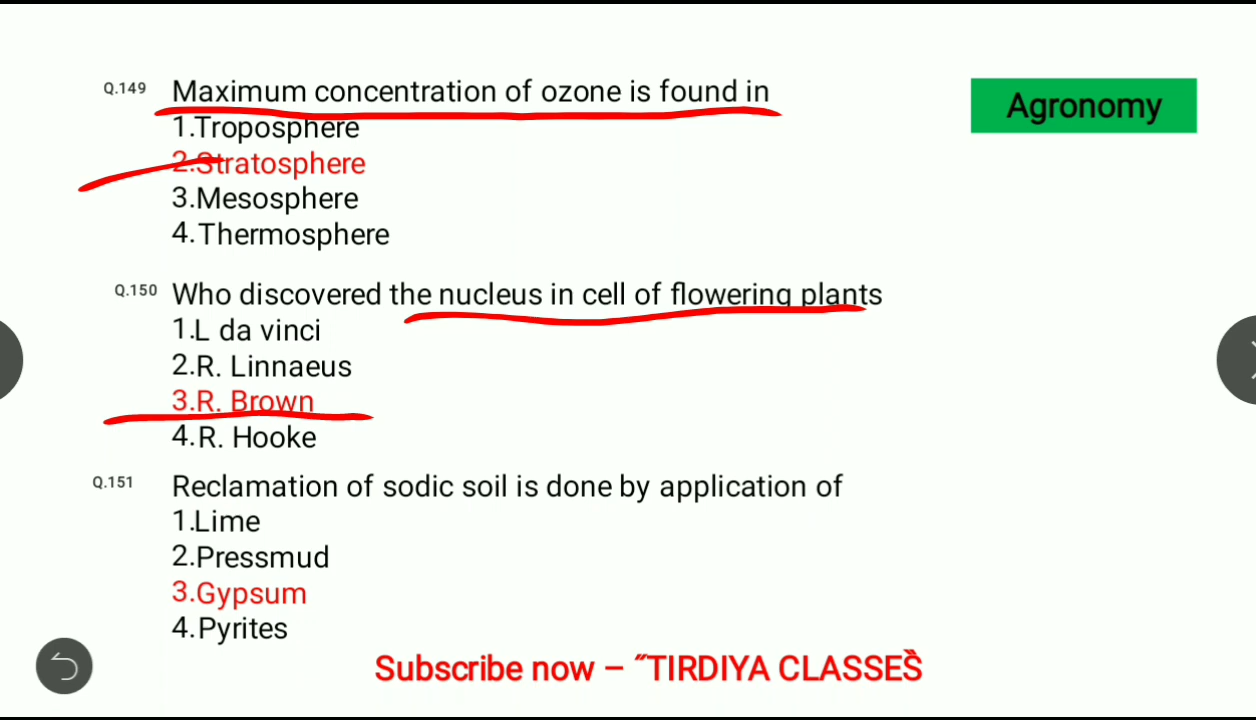 Q.149 Maximum concentration of ozone is found in
1.Troposphere
2.Stratosphere
3.Mesosphere
4.Thermosphere
Agronomy
Q.150 Who discovered the nucleus in cell of flowering plants
1.L da vinci
2.R. Linnaeus
3.R. Brown
4.R. Hooke
Q.151 Reclamation of sodic soil is done by application of
1.Lime
2.Pressmud
3.Gypsum
4.Pyrites
Subscribe now – ˝TIRDIYA CLASSES̏